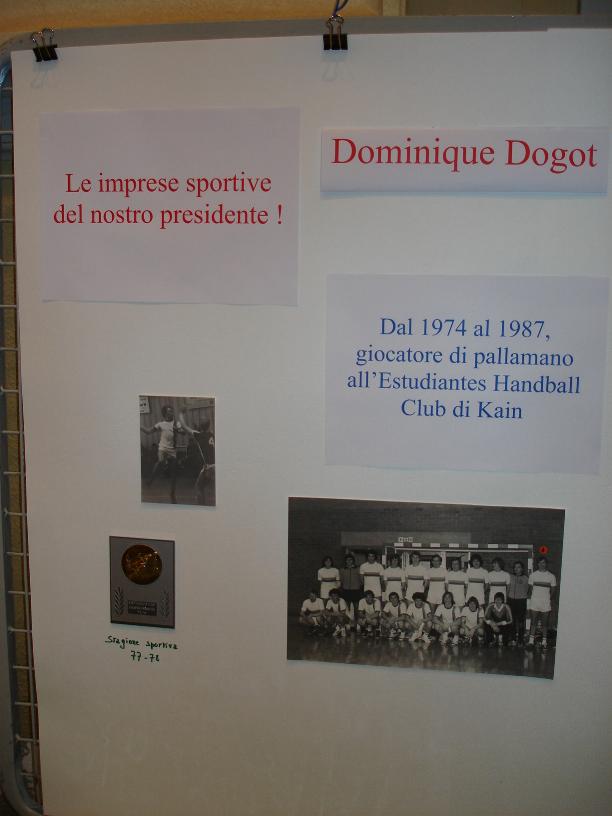 Le imprese sportive
del nostro presidente !
Dominique Dogot
Dal 1974 al 1987,
giocatore di pallamano
all'Estudiantes Handball
Club di Kain
Stagione sportiva
77-78